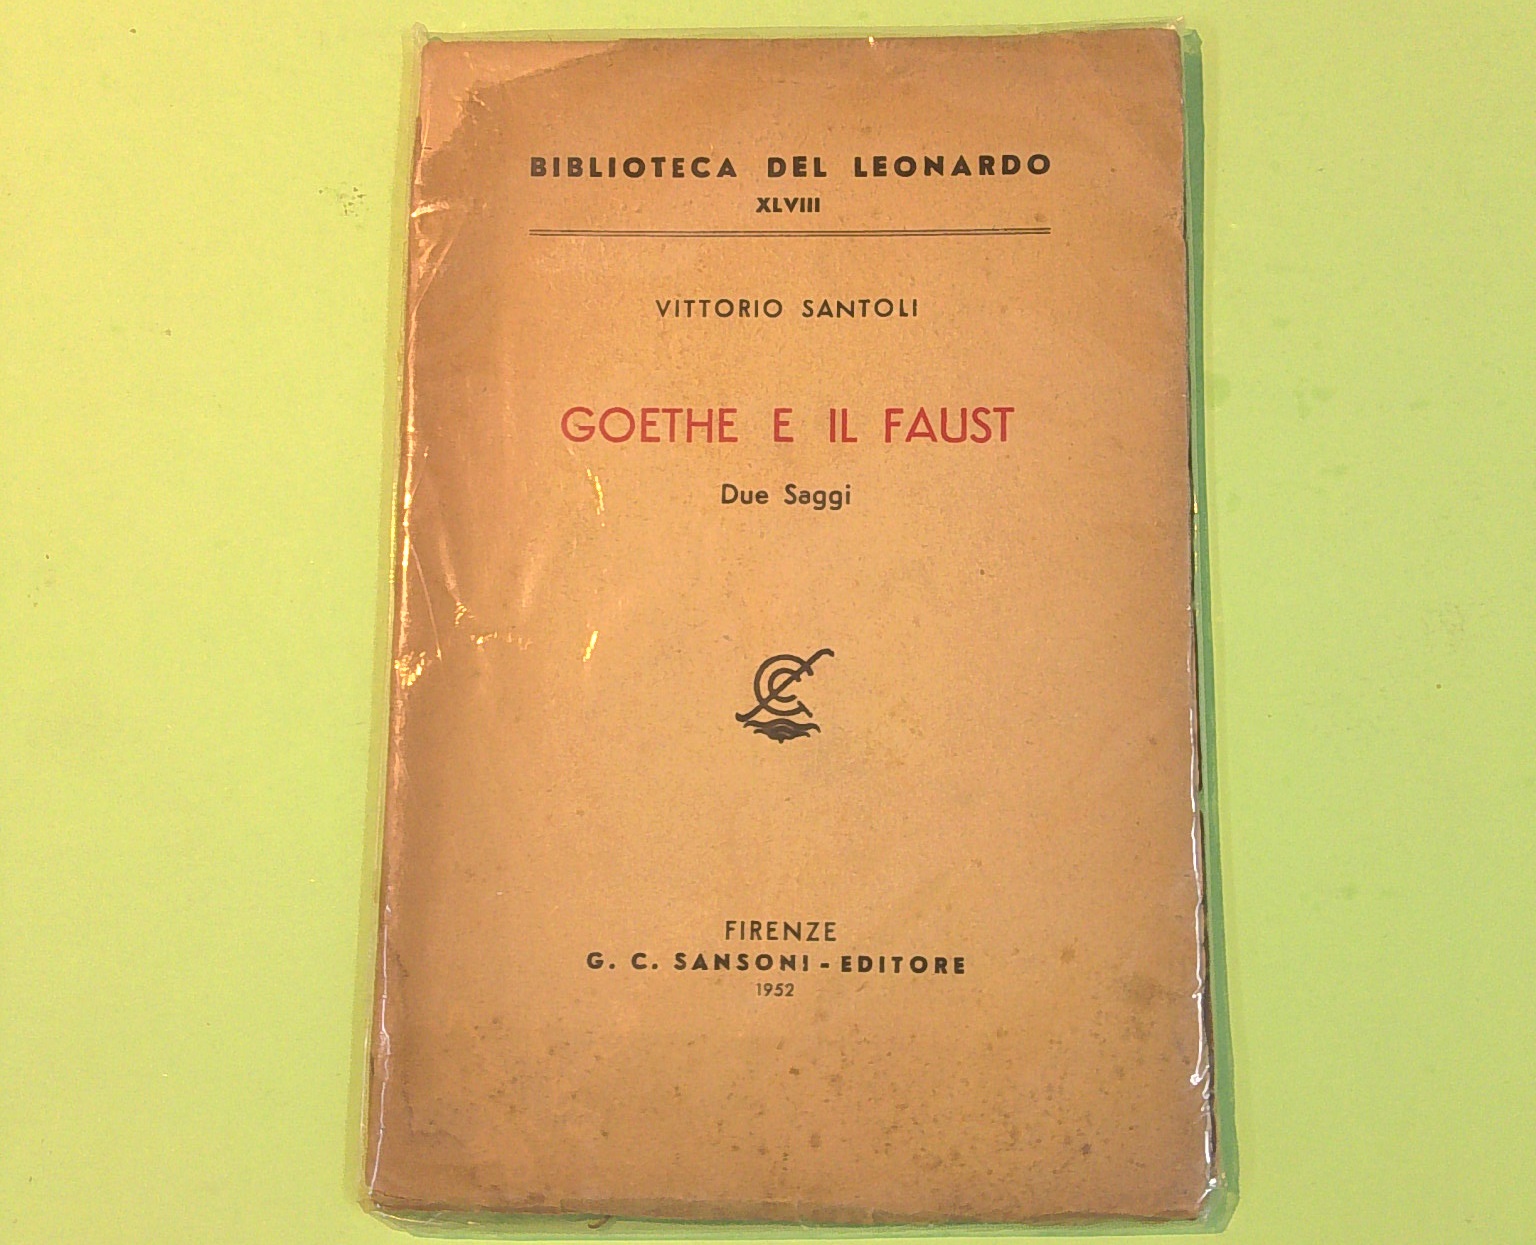 BIBLIOTECA DEL LEONARDO
XLVIII
VITTORIO SANTOLI
GOETHE E IL FAUST
Due Saggi
FIRENZE
G. C. SANSONI - EDITORE
1952